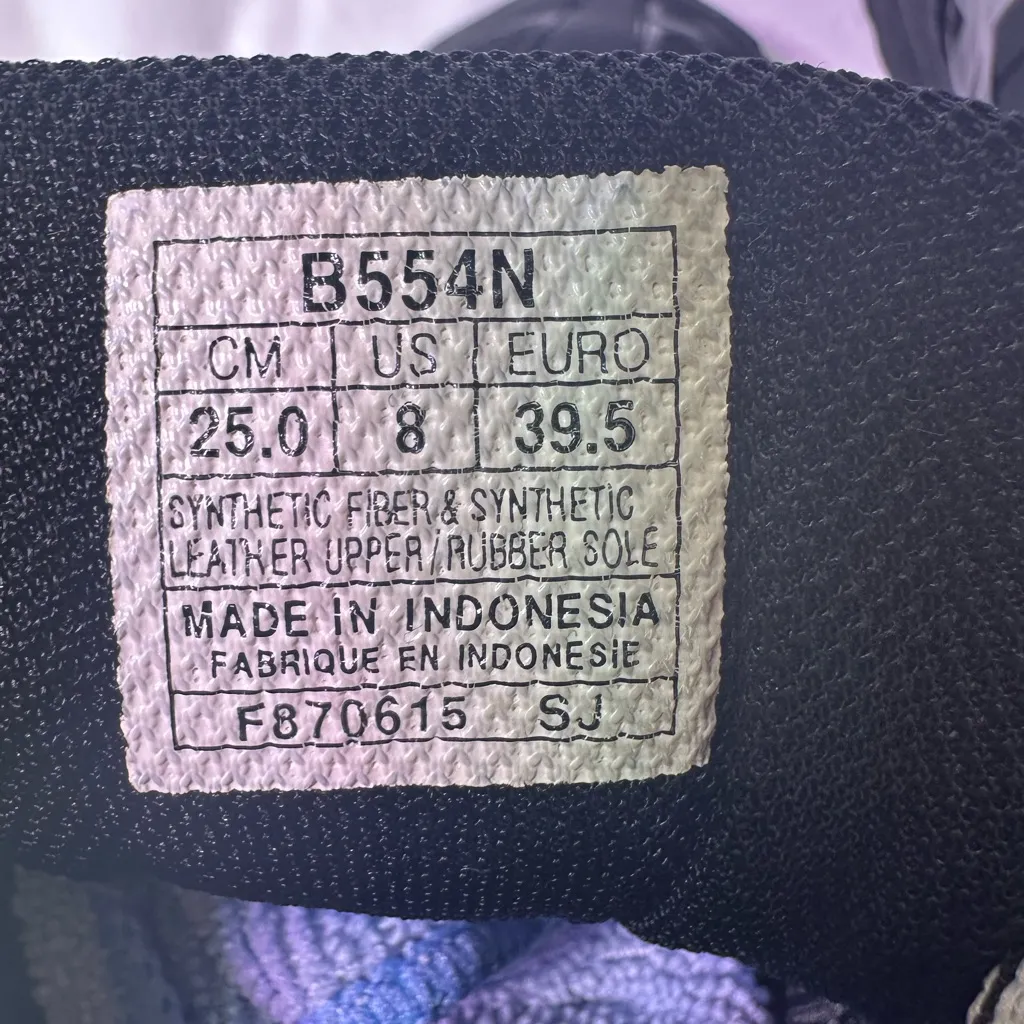 B554N
CM US EURO
25.0 8 39.5
SYNTHETIC FIBER & SYNTHETIC
LEATHER UPPER/RUBBER SOLE
MADE IN INDONESIA
FABRIQUE EN INDONESIE
F870615 SJ